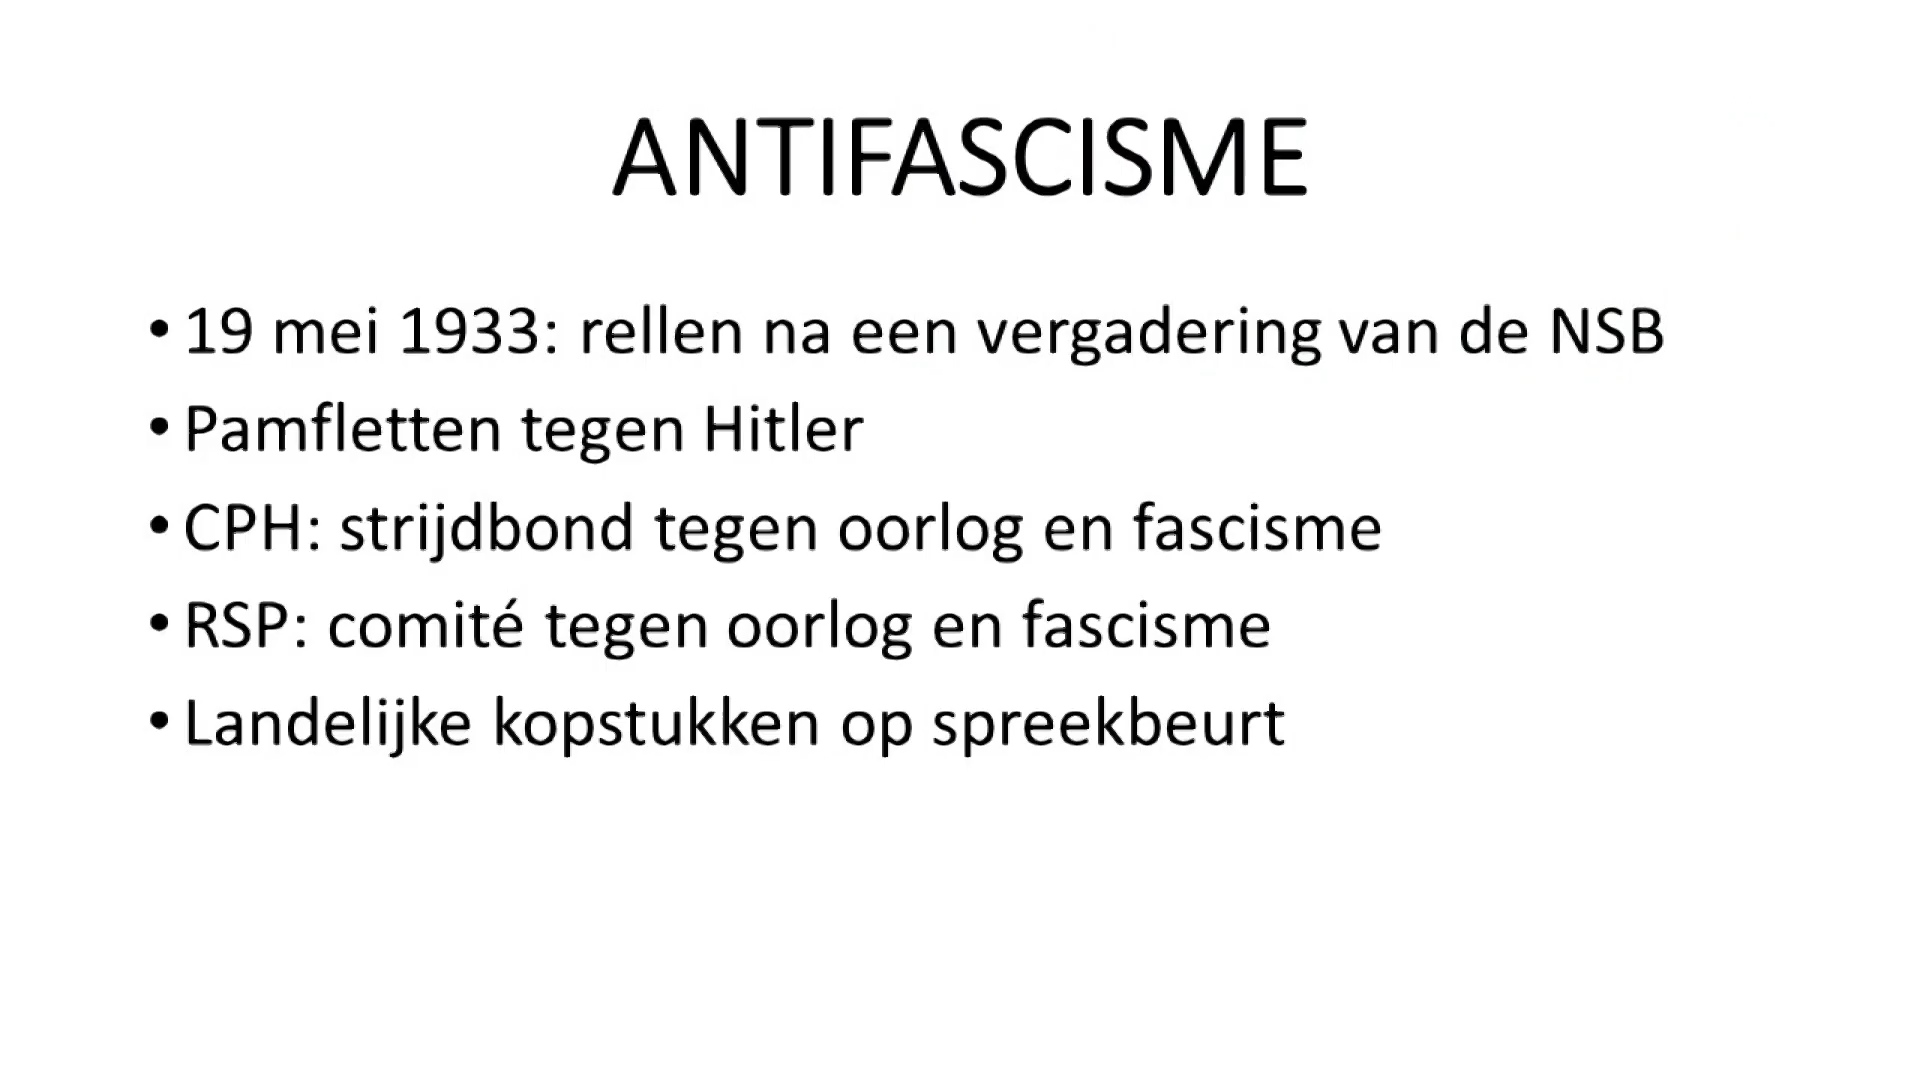 ANTIFASCISME
• 19 mei 1933: rellen na een vergadering van de NSB
• Pamfletten tegen Hitler
• CPH: strijdbond tegen oorlog en fascisme
• RSP: comité tegen oorlog en fascisme
• Landelijke kopstukken op spreekbeurt